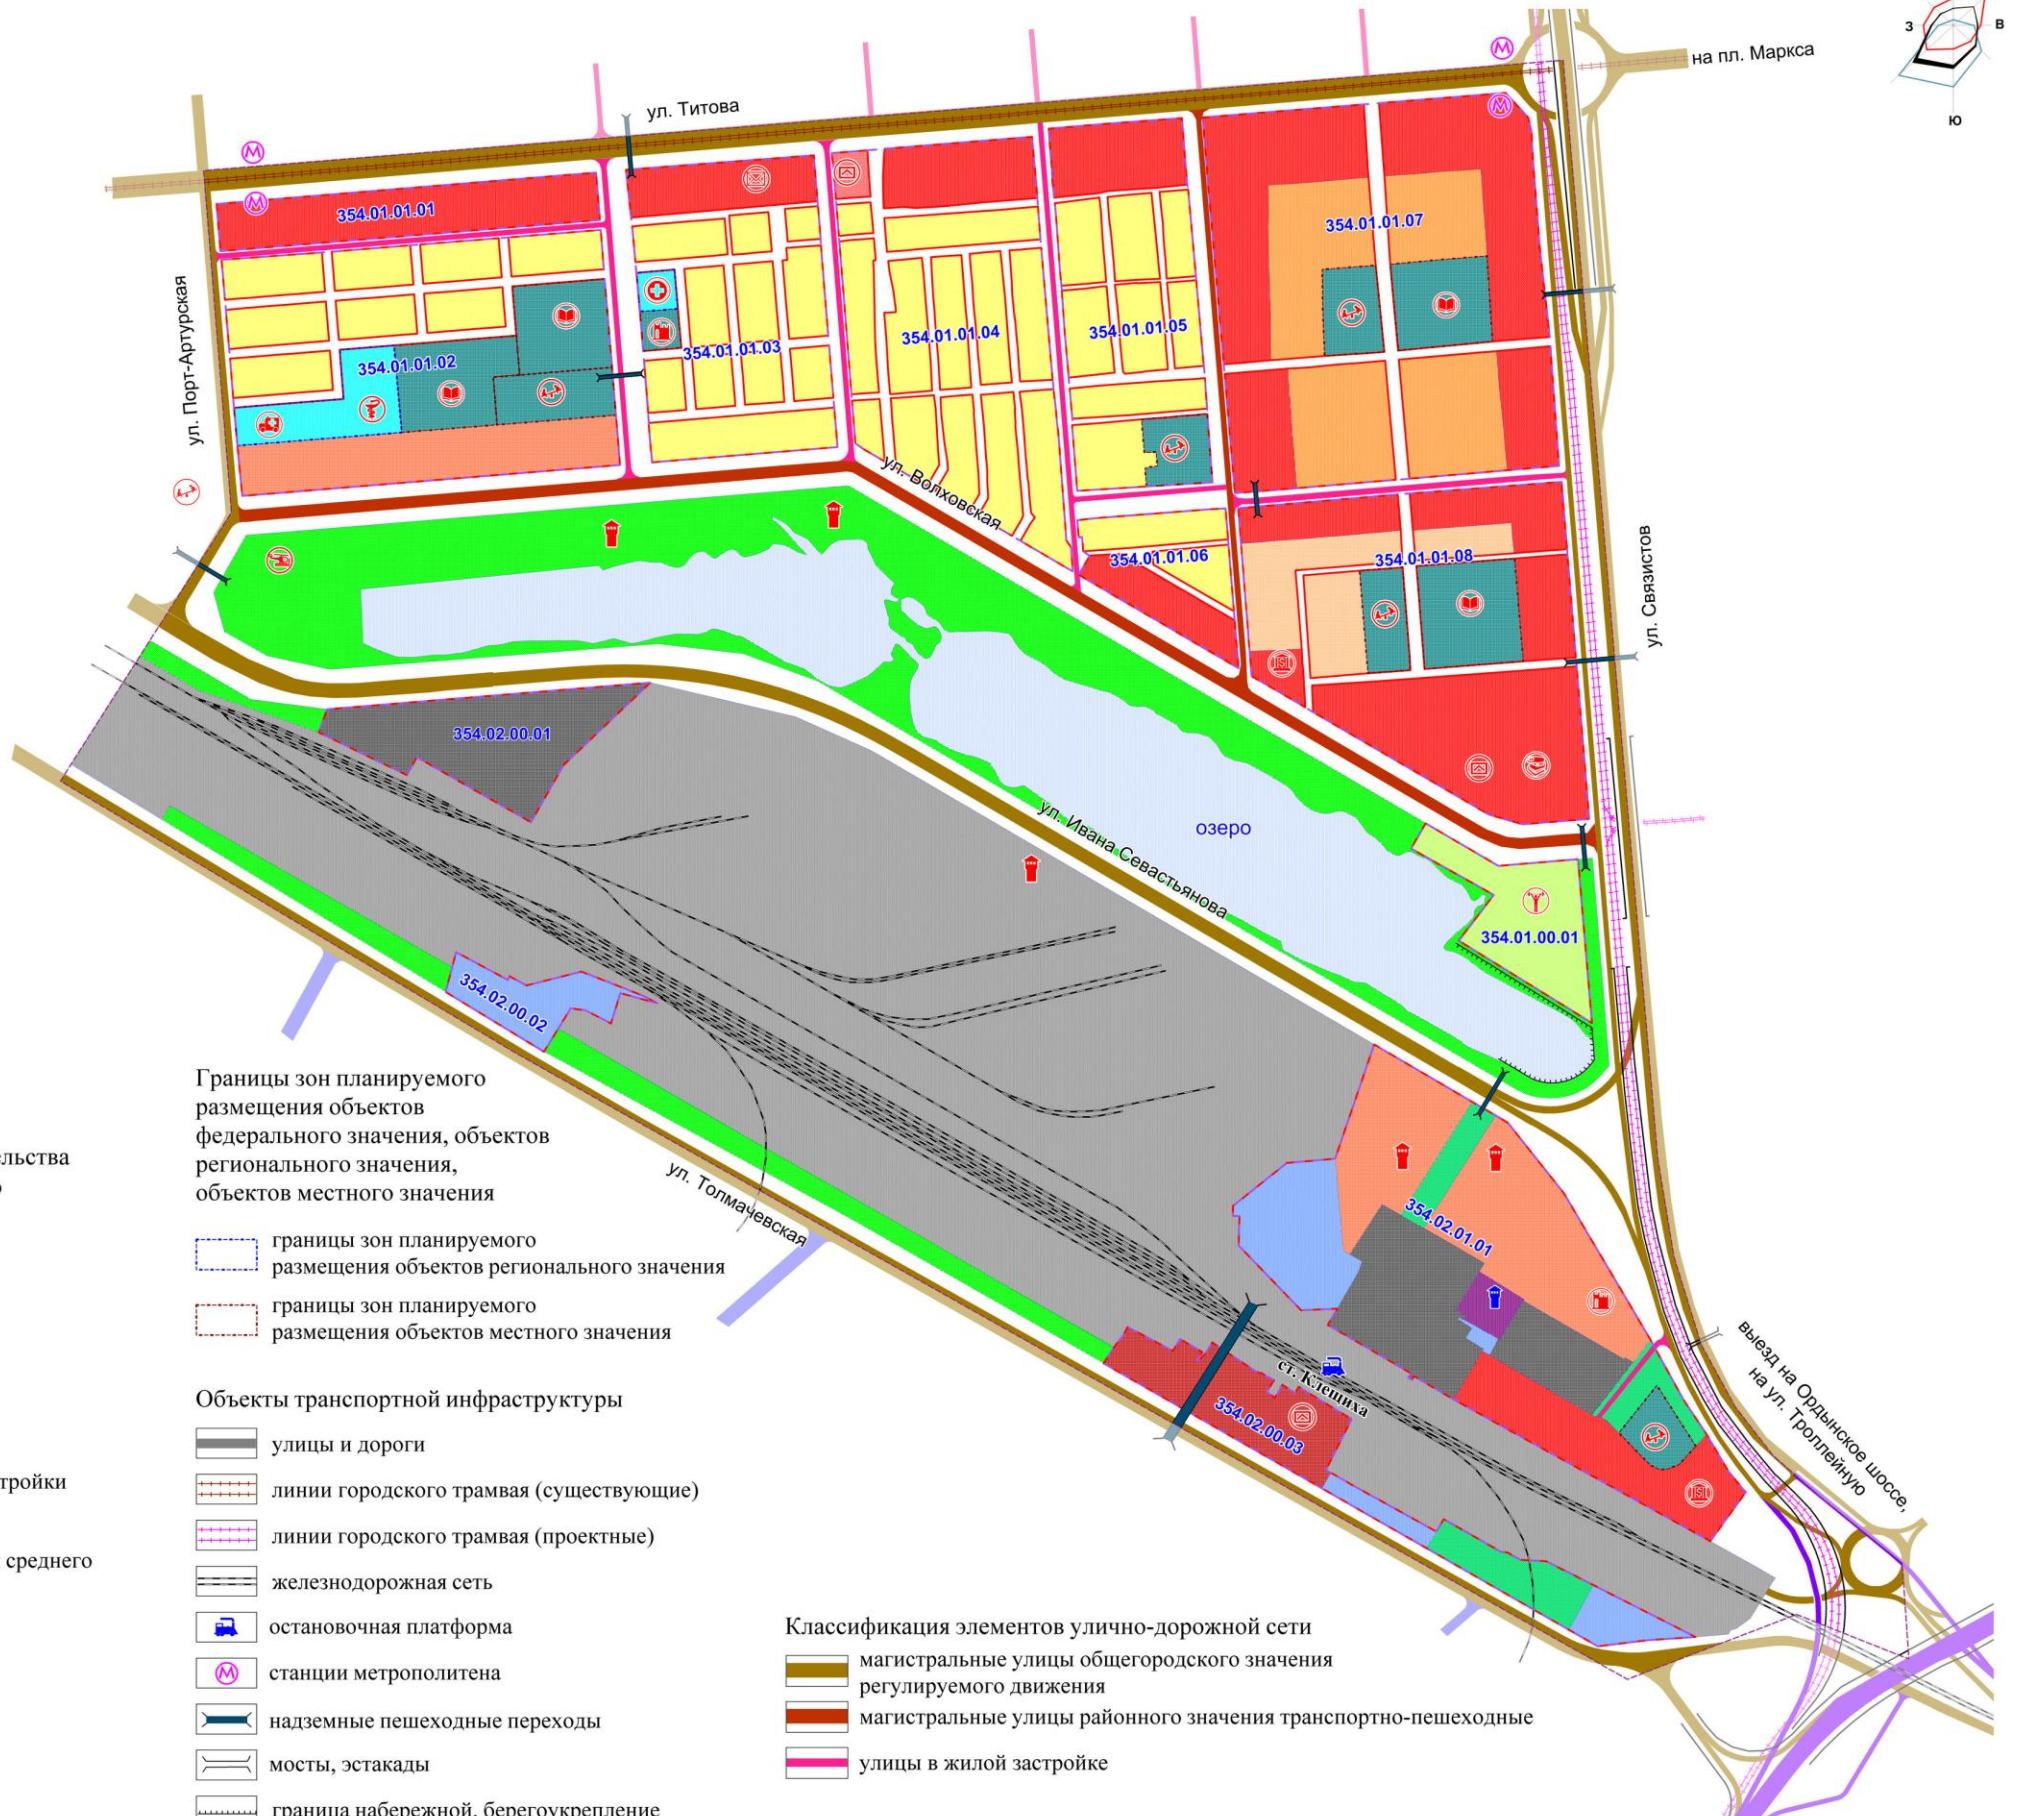 З
В
Ю
на пл. Маркса
ул. Титова
354.01.01.01
354.01.01.07
ул. Порт-Артурская
354.01.01.02
354.01.01.03
354.01.01.04
354.01.01.05
ул. Волховская
354.01.01.06
354.01.01.08
ул. Связистов
354.02.00.01
озеро
ул. Ивана Севастьянова
354.01.00.01
354.02.00.02
ул. Толмачевская
354.02.01.01
ст. Клещиха
354.02.00.03
выезд на Ордынское шоссе,
на ул. Троллейную
Границы зон планируемого
размещения объектов
федерального значения, объектов
регионального значения,
объектов местного значения
границы зон планируемого
размещения объектов регионального значения
границы зон планируемого
размещения объектов местного значения
Объекты транспортной инфраструктуры
улицы и дороги
линии городского трамвая (существующие)
линии городского трамвая (проектные)
железнодорожная сеть
остановочная платформа
станции метрополитена
надземные пешеходные переходы
мосты, эстакады
граница набережной, берегоукрепление
Классификация элементов улично-дорожной сети
магистральные улицы общегородского значения
регулируемого движения
магистральные улицы районного значения транспортно-пешеходные
улицы в жилой застройке
среднего